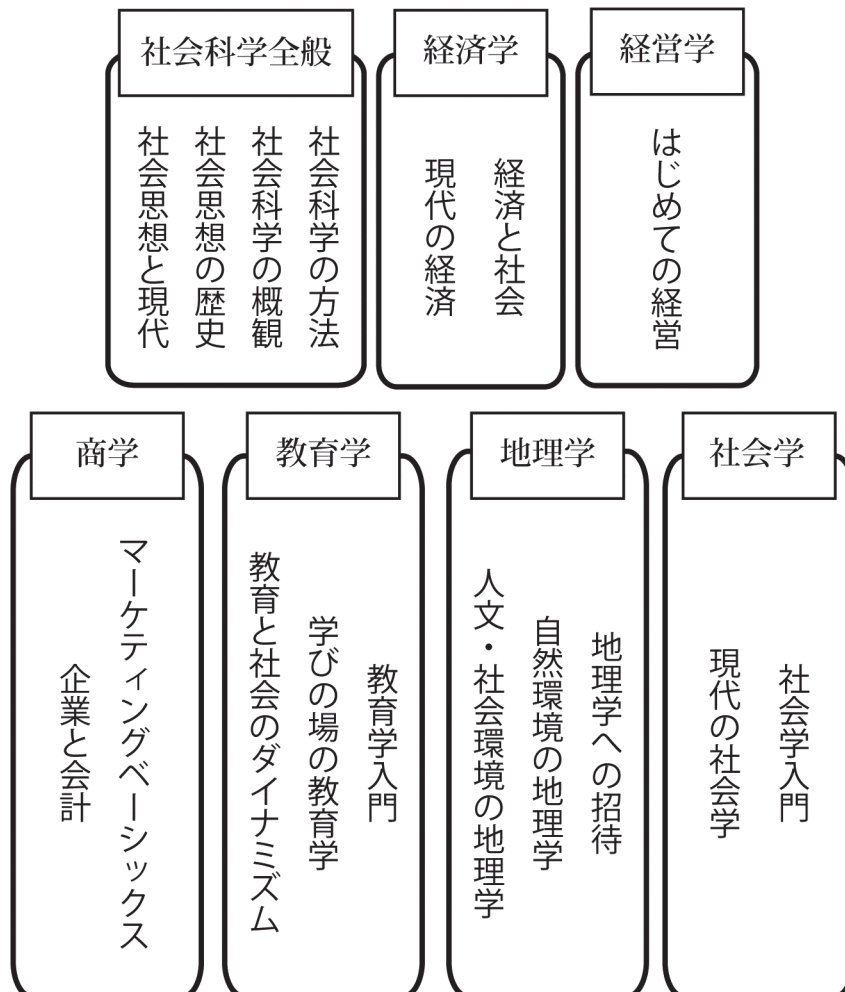 経営学
はじめての経営
経済学
経済と社会
現代の経済
社会科学全般
社会科学の方法
社会科学の概観
社会思想の歴史
社会思想と現代
社会学
社会学入門
現代の社会学
地理学
地理学への招待
自然環境の地理学
人文・社会環境の地理学
教育学
教育学入門
学びの場の教育学
教育と社会のダイナミズム
商学
マーケティングベーシックス
企業と会計